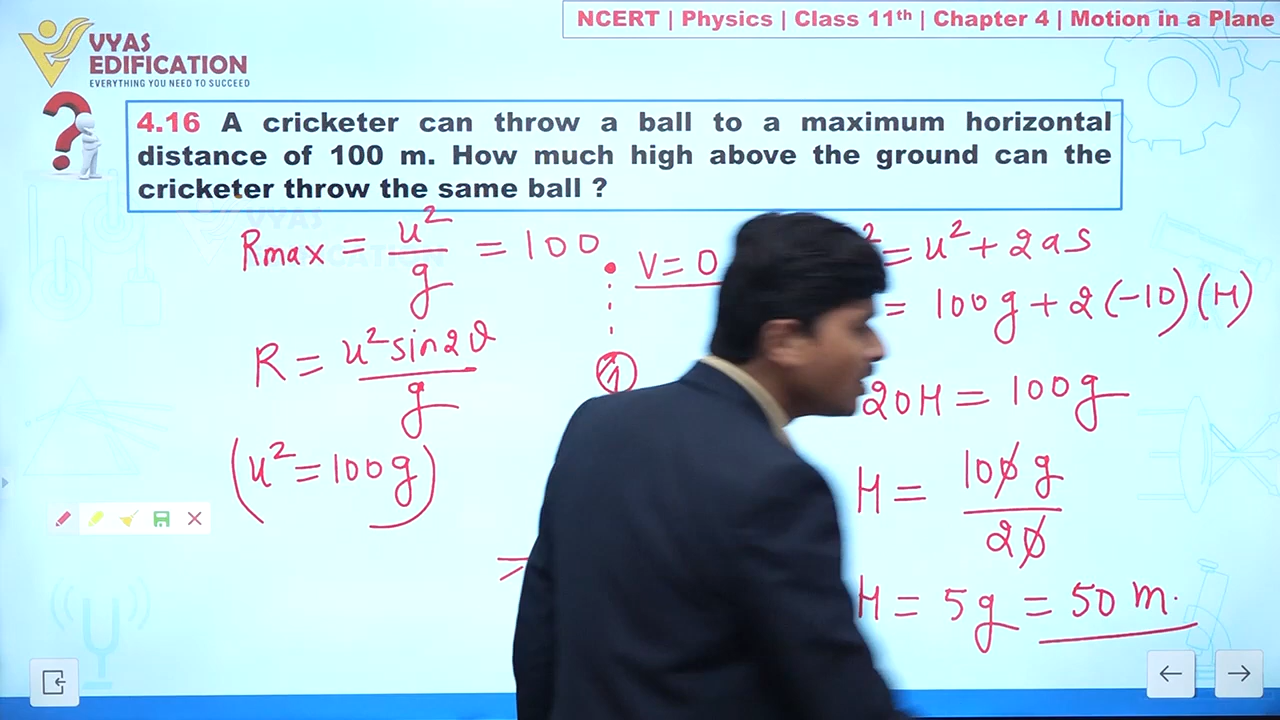 NCERT | Physics | Class 11th | Chapter 4 | Motion in a Plane
VYAS
EDIFICATION
EVERYTHING YOU NEED TO SUCCEED
4.16 A cricketer can throw a ball to a maximum horizontal
distance of 100 m. How much high above the ground can the
cricketer throw the same ball ?
Rmax = u²/g = 100
R = u² sin2θ/g
(u² = 100g)
V = 0
² = u² + 2as
= 100g + 2(-10)(H)
20H = 100g
H = 100g/20
H = 5g = 50 m.